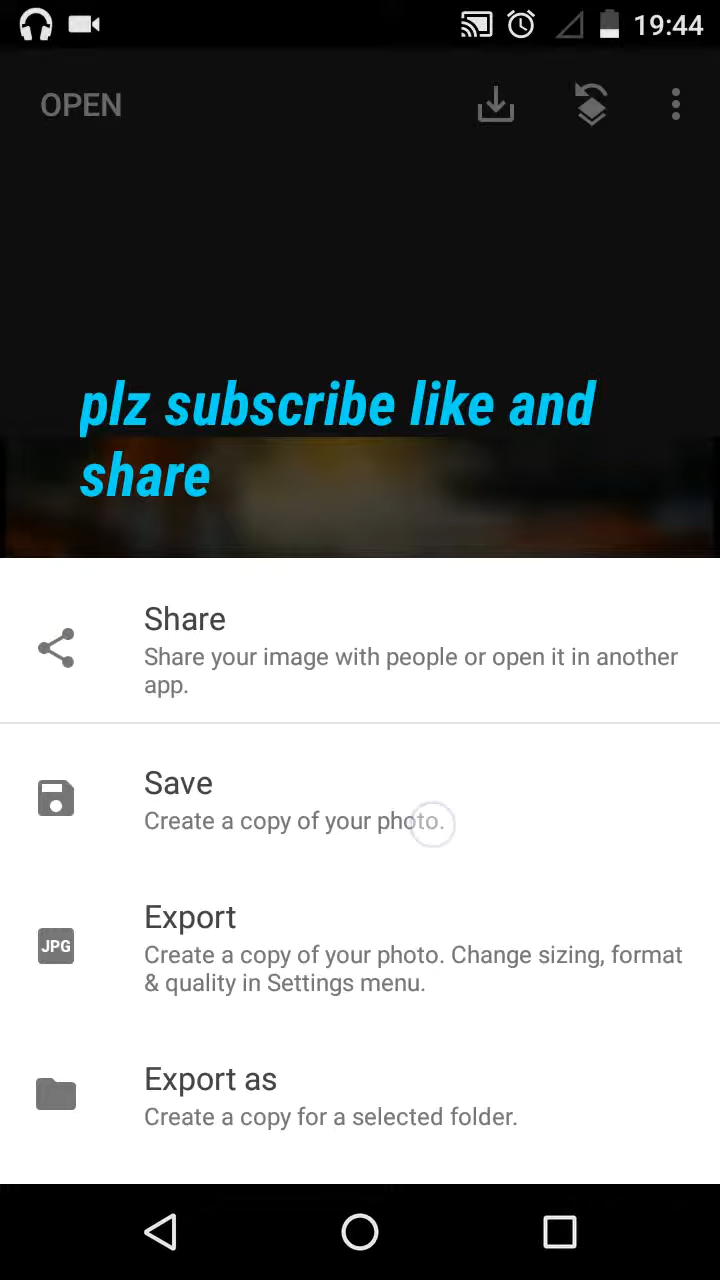 19:44
OPEN
plz subscribe like and
share
Share
Share your image with people or open it in another
app.
Save
Create a copy of your photo.
Export
JPG
Create a copy of your photo. Change sizing, format
& quality in Settings menu.
Export as
Create a copy for a selected folder.